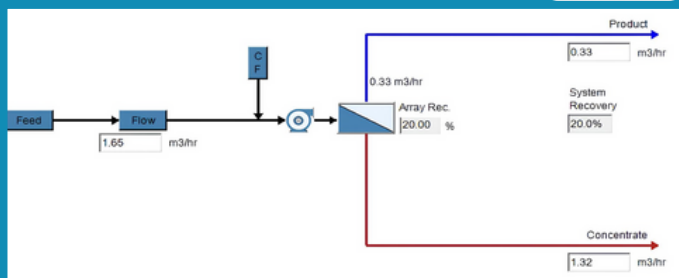 Product
0.33 m3/hr
C
F
0.33 m3/hr
System
Recovery
Array Rec.
20.00 %
20.0%
Feed
Flow
1.65 m3/hr
Concentrate
1.32 m3/hr